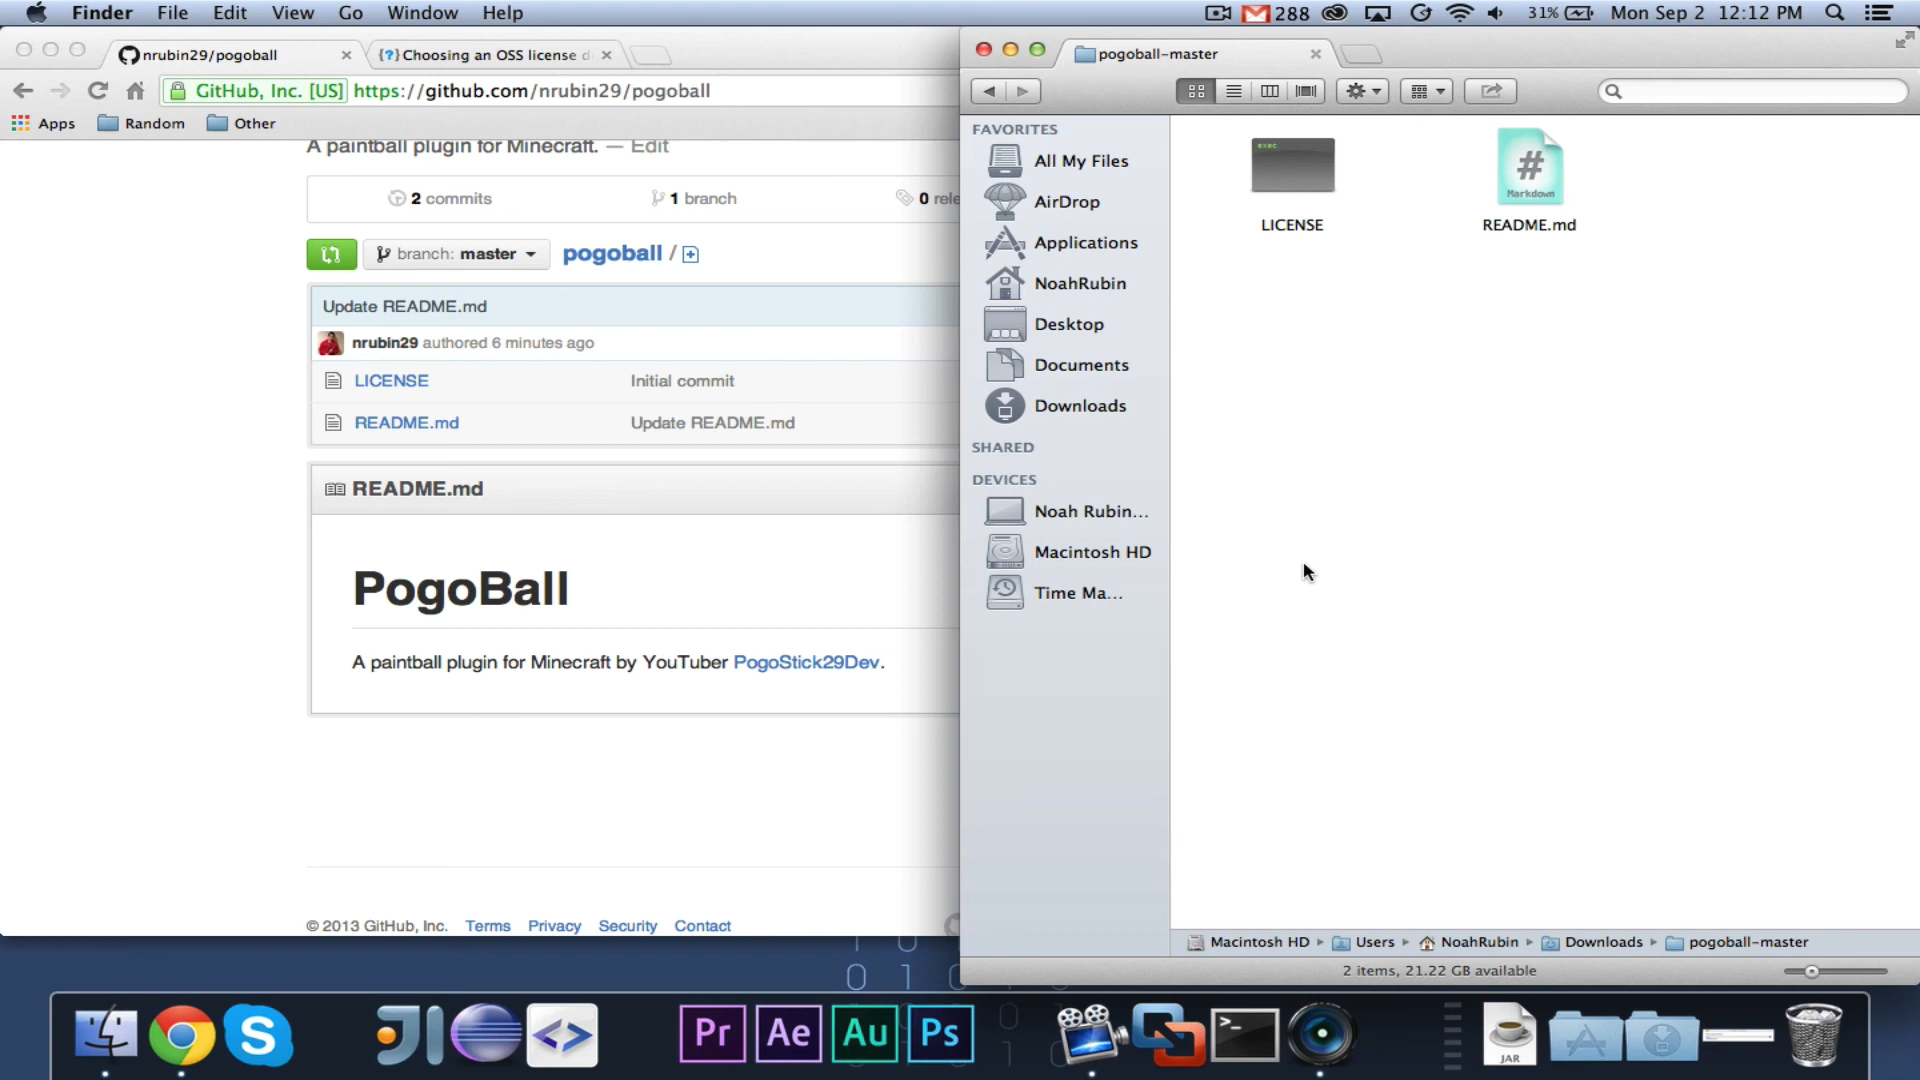 Finder File Edit View Go Window Help
288 31% Mon Sep 2 12:12 PM
nrubin29/pogoball
Choosing an OSS license d
GitHub, Inc. [US] https://github.com/nrubin29/pogoball
Apps Random Other
A paintball plugin for Minecraft. — Edit
2 commits 1 branch 0 rele
branch: master pogoball /
Update README.md
nrubin29 authored 6 minutes ago
LICENSE Initial commit
README.md Update README.md
README.md
PogoBall
A paintball plugin for Minecraft by YouTuber PogoStick29Dev.
© 2013 GitHub, Inc. Terms Privacy Security Contact
pogoball-master
FAVORITES
All My Files
AirDrop
Applications
NoahRubin
Desktop
Documents
Downloads
SHARED
DEVICES
Noah Rubin...
Macintosh HD
Time Ma...
exec
LICENSE
#
Markdown
README.md
Macintosh HD Users NoahRubin Downloads pogoball-master
2 items, 21.22 GB available
Pr Ae Au Ps
JAR